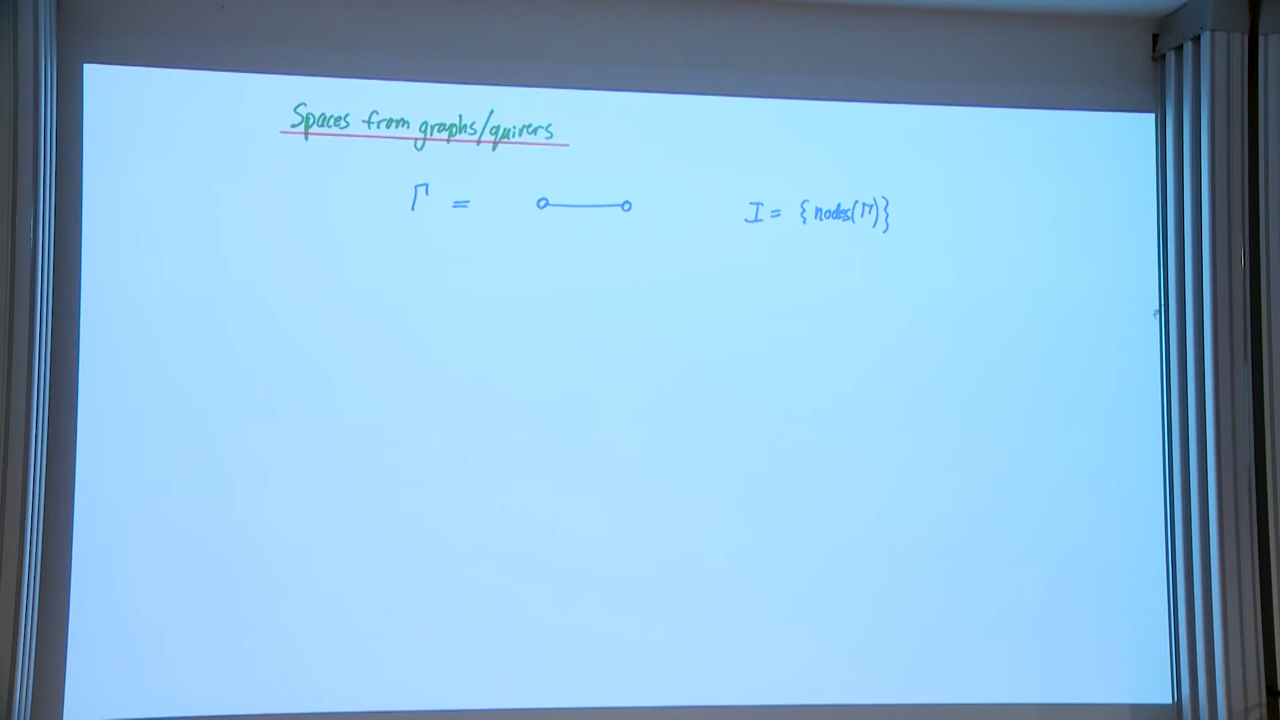 Spaces from graphs/quivers
Γ = I = {nodes(Γ)}